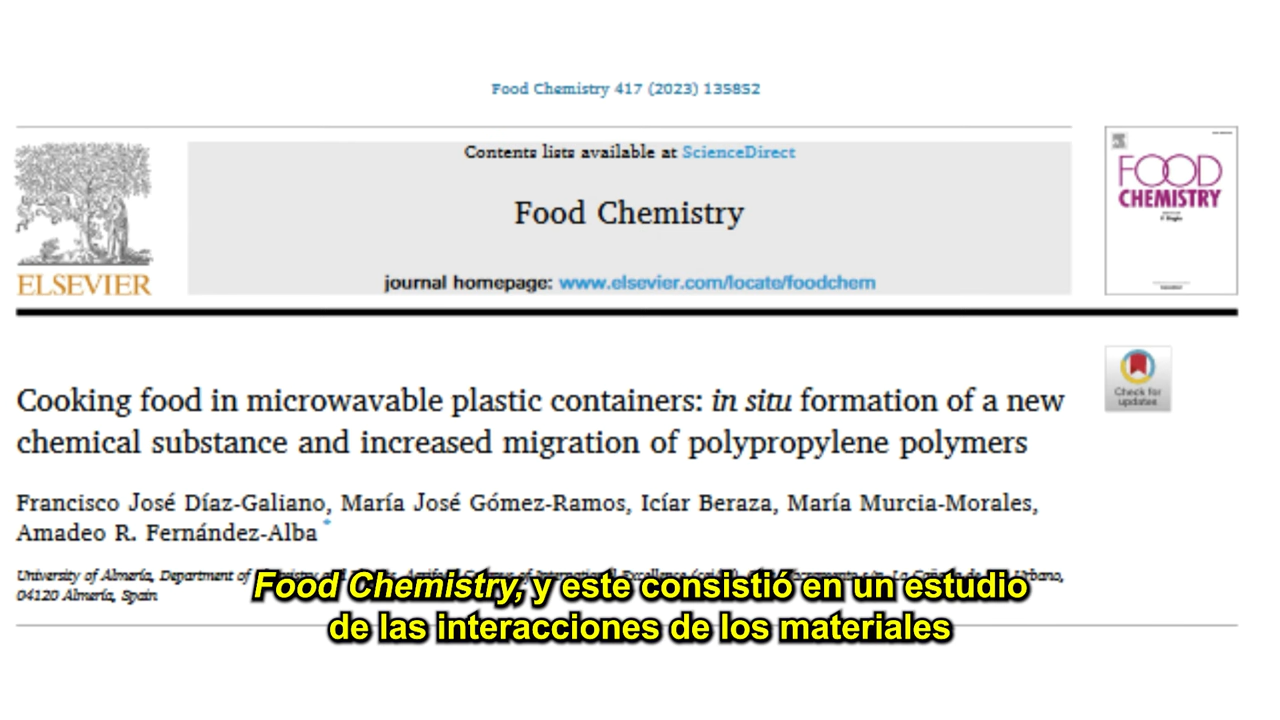 Food Chemistry 417 (2023) 135852
Contents lists available at ScienceDirect
Food Chemistry
journal homepage: www.elsevier.com/locate/foodchem
ELSEVIER
FOOD
CHEMISTRY
Check for
updates
Cooking food in microwavable plastic containers: in situ formation of a new
chemical substance and increased migration of polypropylene polymers
Francisco José Díaz-Galiano, María José Gómez-Ramos, Icíar Beraza, María Murcia-Morales,
Amadeo R. Fernández-Alba *
University of Almería, Department of
04120 Almería, Spain
Food Chemistry, y este consistió en un estudio
de las interacciones de los materiales